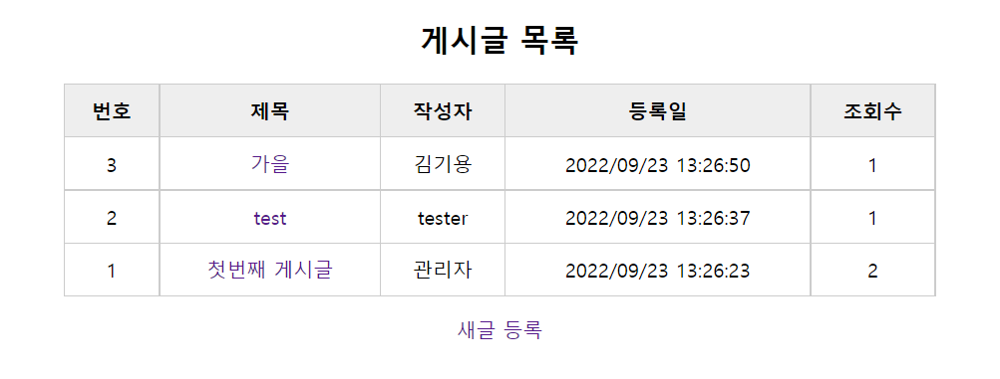 게시글 목록
번호 제목 작성자 등록일 조회수
3 가을 김기용 2022/09/23 13:26:50 1
2 test tester 2022/09/23 13:26:37 1
1 첫번째 게시글 관리자 2022/09/23 13:26:23 2
새글 등록